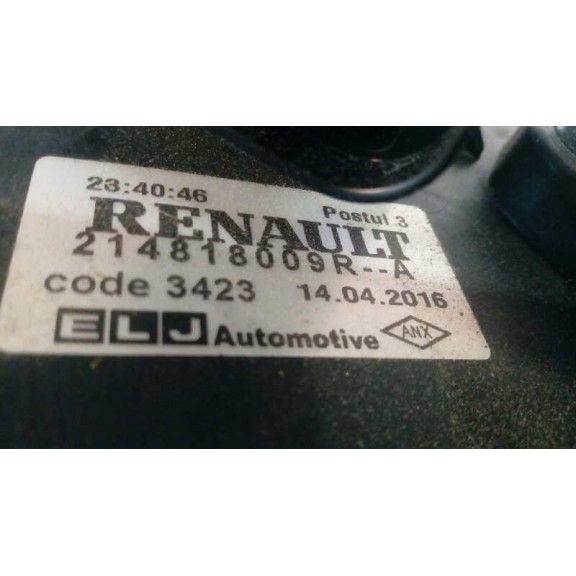 23:40:46 Postul 3
RENAULT
214818009R--A
code 3423 14.04.2016
ELJ Automotive ANX